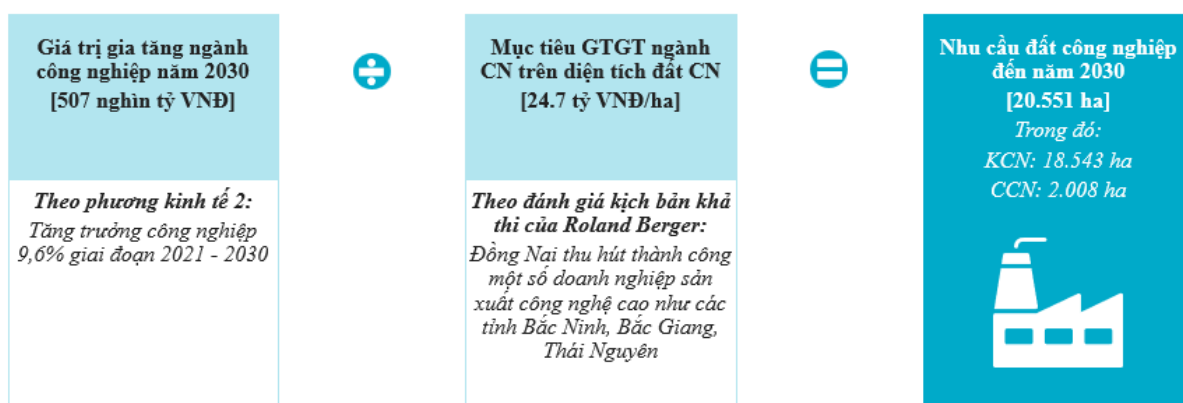 Giá trị gia tăng ngành
công nghiệp năm 2030
[507 nghìn tỷ VNĐ]
Theo phương kinh tế 2:
Tăng trưởng công nghiệp
9,6% giai đoạn 2021 - 2030
÷
Mục tiêu GTGT ngành
CN trên diện tích đất CN
[24.7 tỷ VNĐ/ha]
Theo đánh giá kịch bản khả
thi của Roland Berger:
Đồng Nai thu hút thành công
một số doanh nghiệp sản
xuất công nghệ cao như các
tỉnh Bắc Ninh, Bắc Giang,
Thái Nguyên
=
Nhu cầu đất công nghiệp
đến năm 2030
[20.551 ha]
Trong đó:
KCN: 18.543 ha
CCN: 2.008 ha